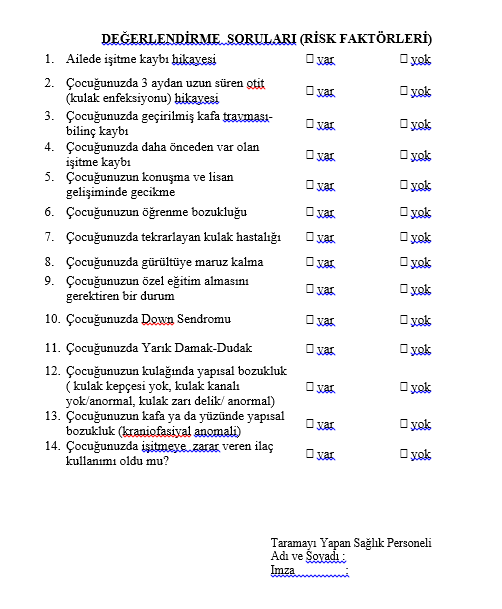 DEĞERLENDİRME SORULARI (RİSK FAKTÖRLERİ)
1. Ailede işitme kaybı hikayesi □ var □ yok
2. Çocuğunuzda 3 aydan uzun süren otit
(kulak enfeksiyonu) hikayesi □ var □ yok
3. Çocuğunuzda geçirilmiş kafa travması-
bilinç kaybı □ var □ yok
4. Çocuğunuzda daha önceden var olan
işitme kaybı □ var □ yok
5. Çocuğunuzun konuşma ve lisan
gelişiminde gecikme □ var □ yok
6. Çocuğunuzun öğrenme bozukluğu □ var □ yok
7. Çocuğunuzda tekrarlayan kulak hastalığı □ var □ yok
8. Çocuğunuzda gürültüye maruz kalma □ var □ yok
9. Çocuğunuzun özel eğitim almasını
gerektiren bir durum □ var □ yok
10. Çocuğunuzda Down Sendromu □ var □ yok
11. Çocuğunuzda Yarık Damak-Dudak □ var □ yok
12. Çocuğunuzun kulağında yapısal bozukluk
( kulak kepçesi yok, kulak kanalı
yok/anormal, kulak zarı delik/ anormal) □ var □ yok
13. Çocuğunuzun kafa ya da yüzünde yapısal
bozukluk (kraniofasiyal anomali) □ var □ yok
14. Çocuğunuzda işitmeye zarar veren ilaç
kullanımı oldu mu? □ var □ yok
Taramayı Yapan Sağlık Personeli
Adı ve Soyadı :
Imza :